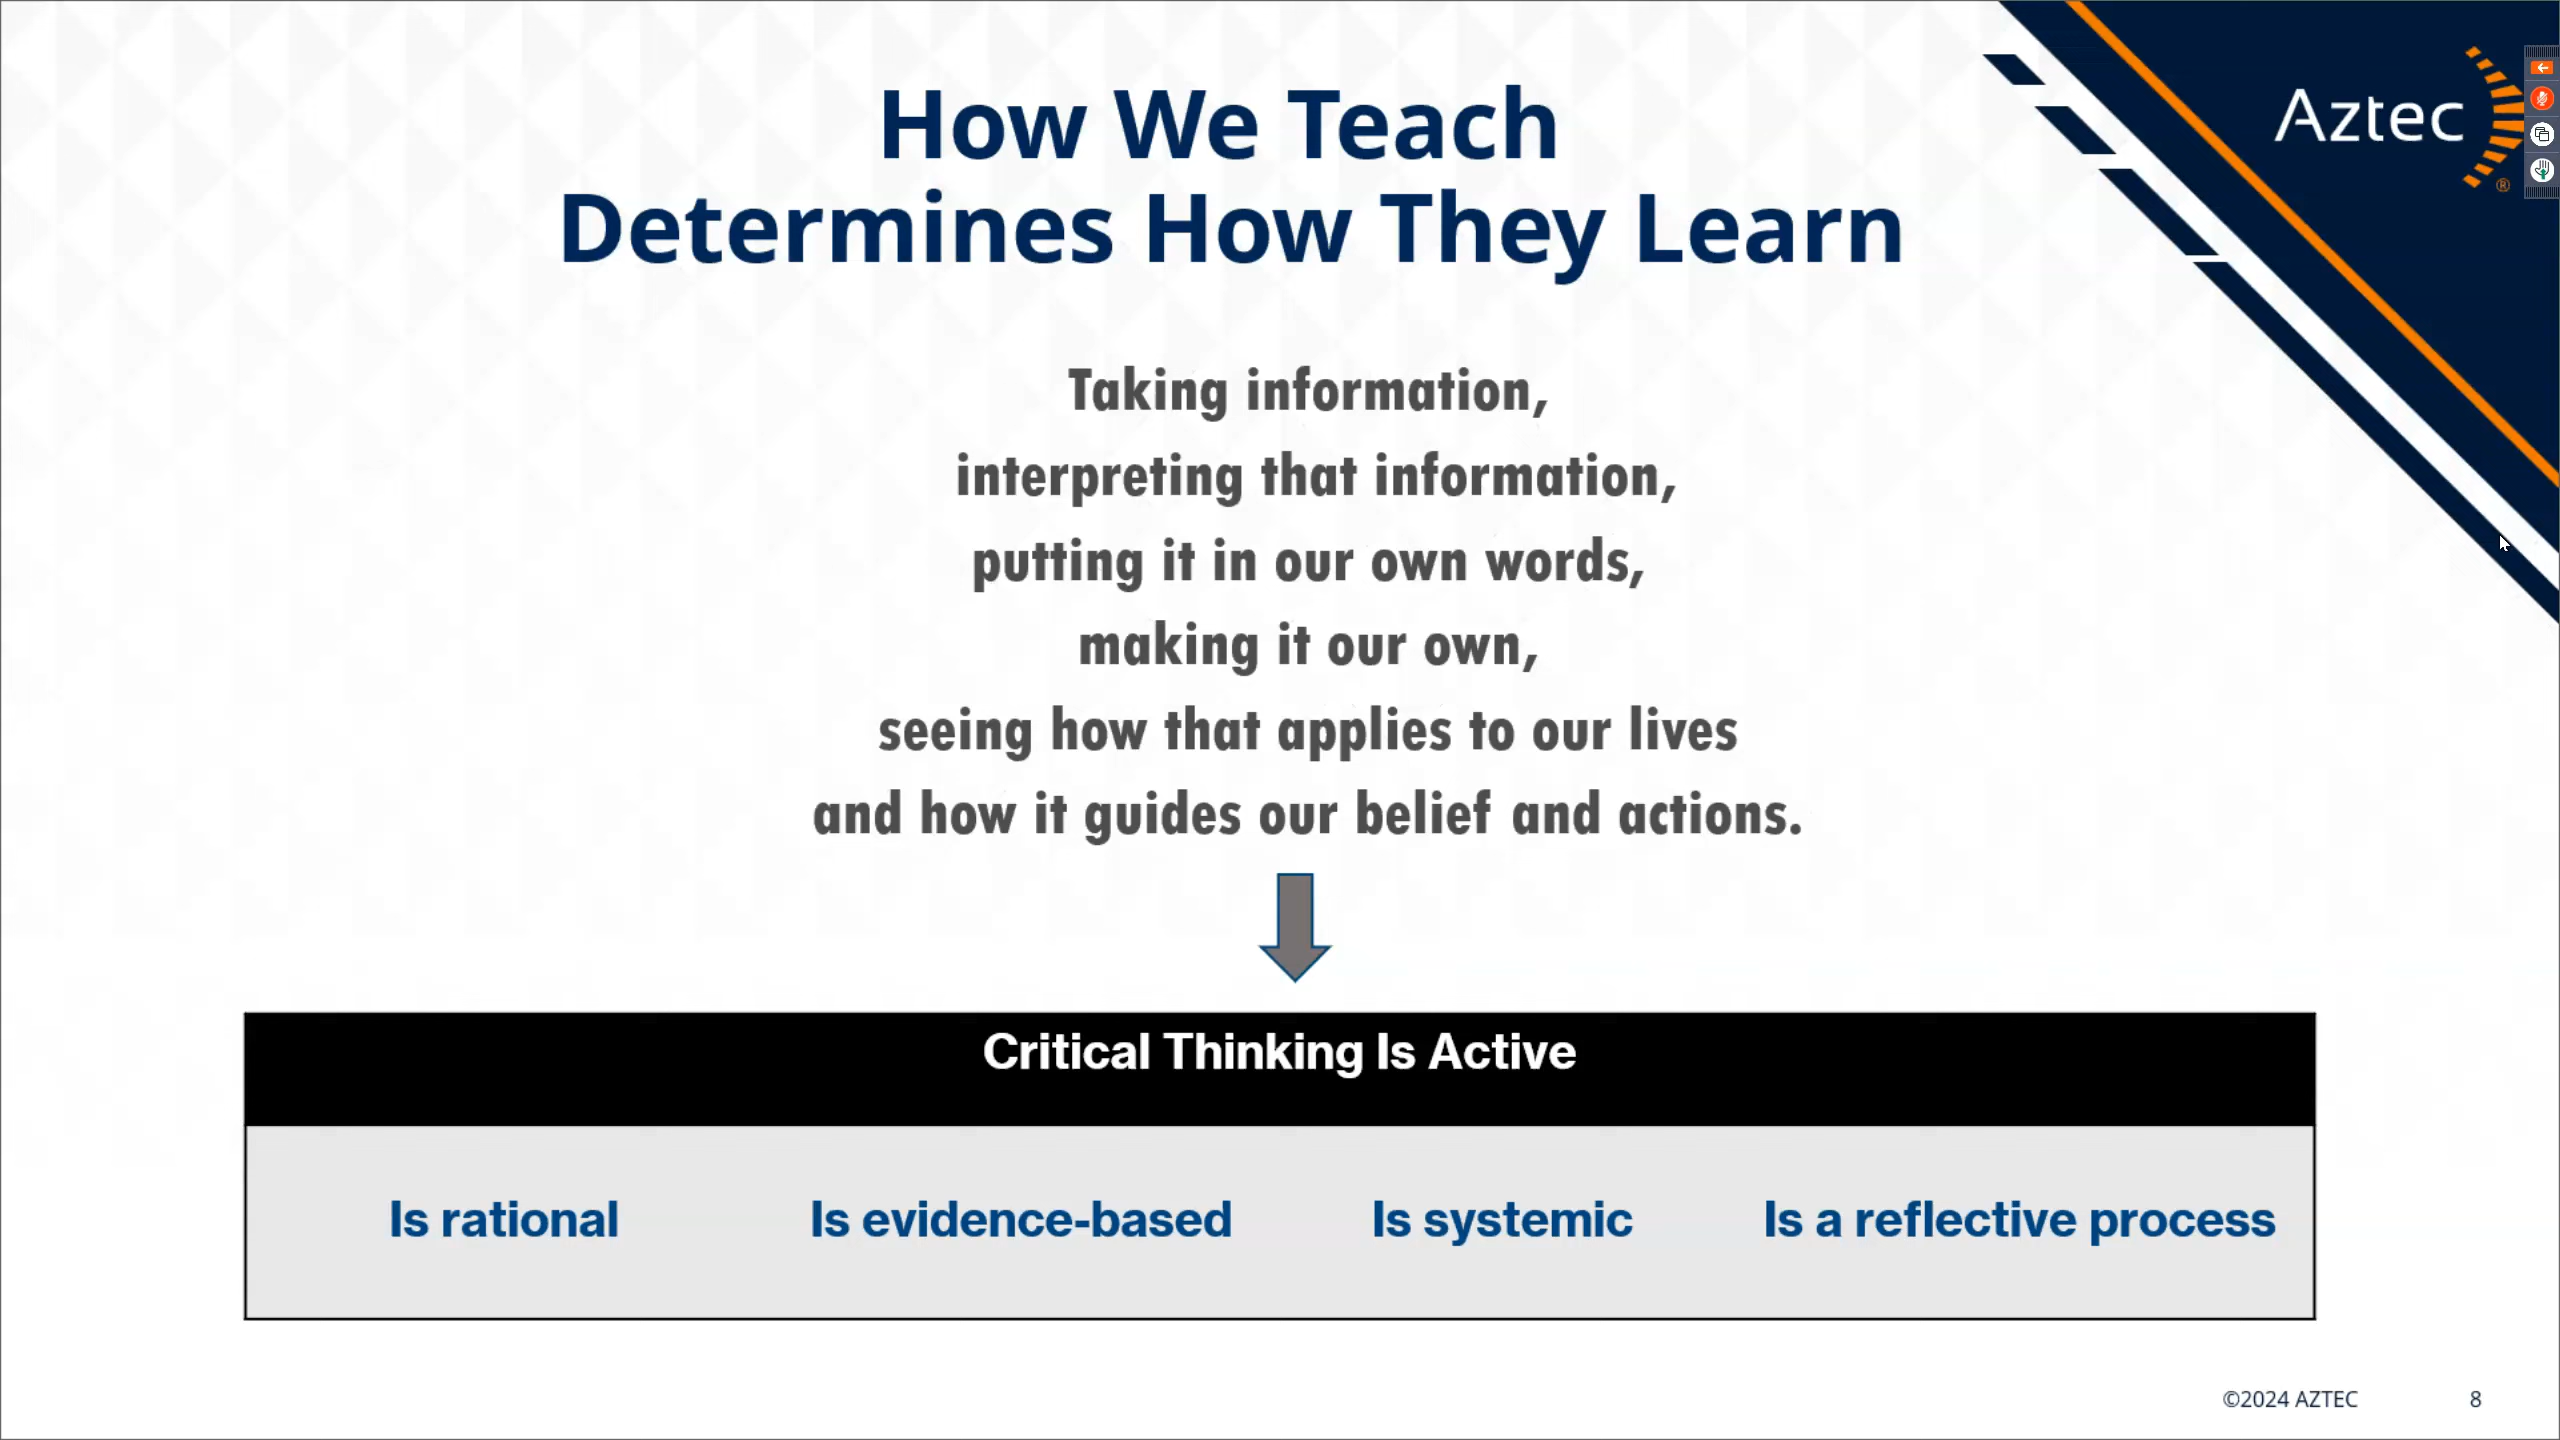 How We Teach
Determines How They Learn
Aztec
®
Taking information,
interpreting that information,
putting it in our own words,
making it our own,
seeing how that applies to our lives
and how it guides our belief and actions.
Critical Thinking Is Active
Is rational Is evidence-based Is systemic Is a reflective process
©2024 AZTEC 8